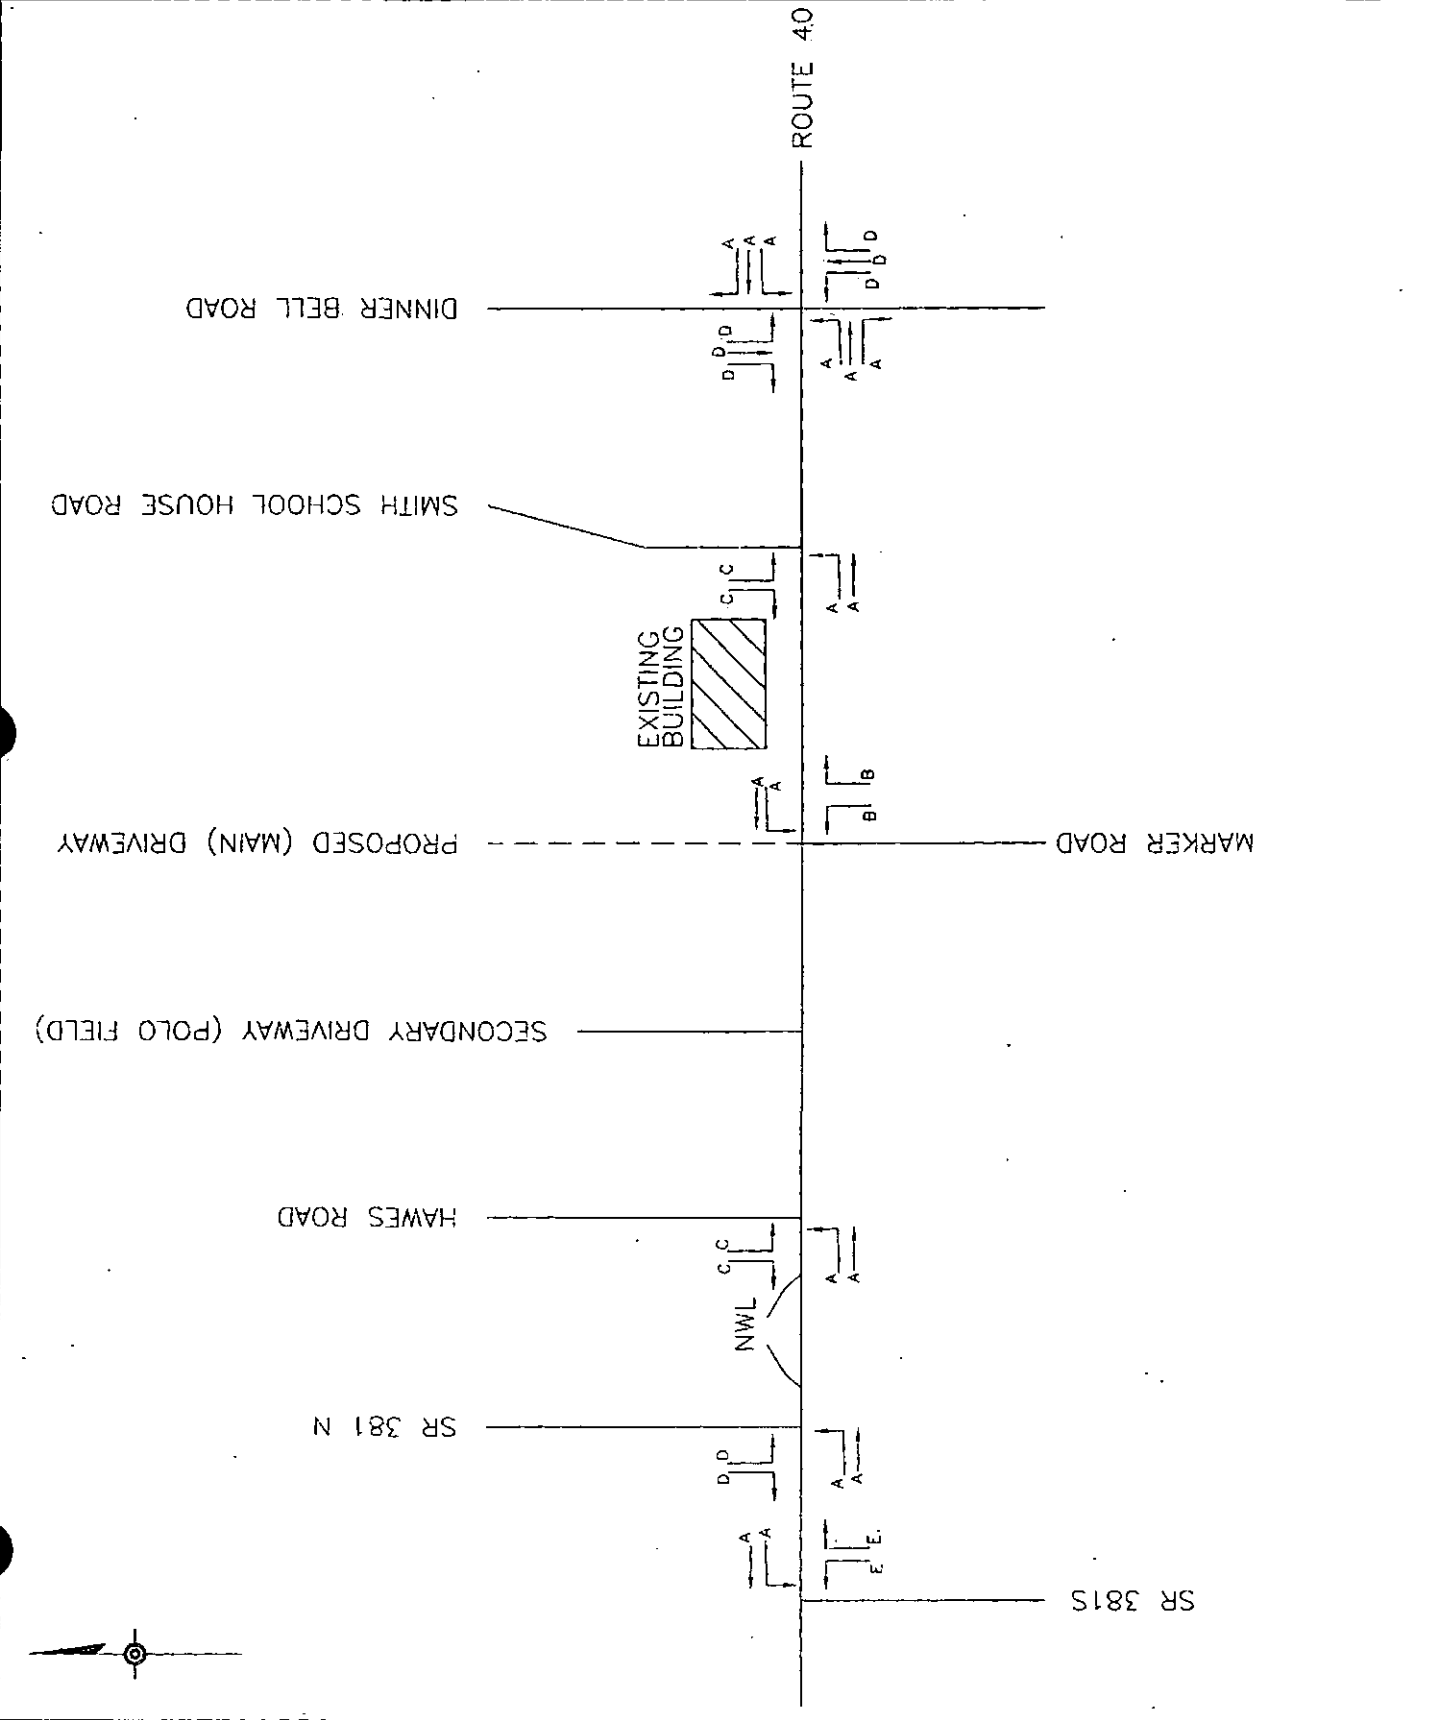 ROUTE 40
DINNER BELL ROAD
A
A
A
D
D
D
D
D
D
A
A
A
SMITH SCHOOL HOUSE ROAD
C
C
A
A
EXISTING
BUILDING
A
A
B
B
PROPOSED (MAIN) DRIVEWAY
MARKER ROAD
SECONDARY DRIVEWAY (POLO FIELD)
HAWES ROAD
C
C
A
A
NWL
SR 381 N
D
D
A
A
A
A
E.
E
SR 381S